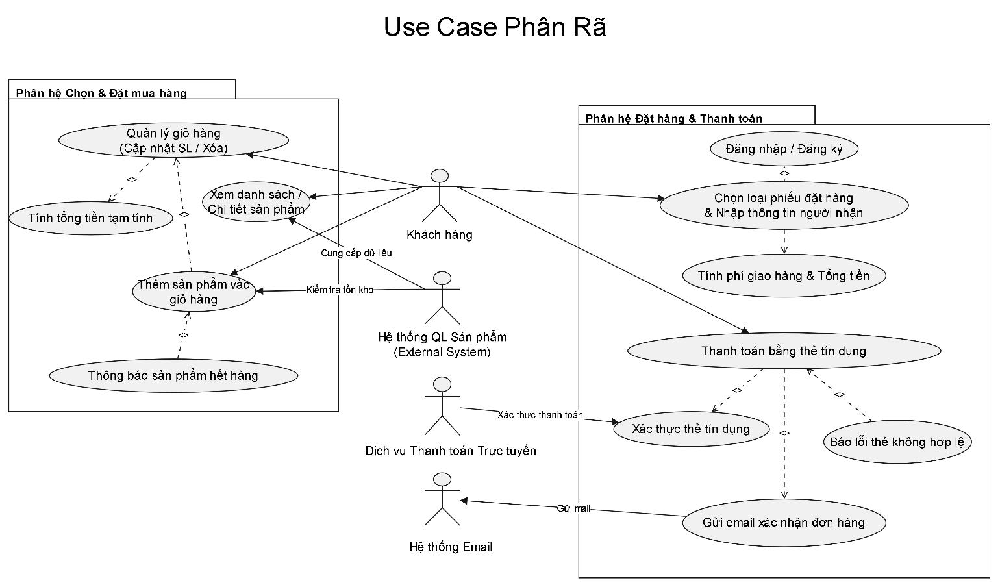 Use Case Phân Rã
Phân hệ Chọn & Đặt mua hàng
Quản lý giỏ hàng
(Cập nhật SL / Xóa)
<>
Tính tổng tiền tạm tính
Xem danh sách /
Chi tiết sản phẩm
<>
Thêm sản phẩm vào
giỏ hàng
<>
Thông báo sản phẩm hết hàng
Khách hàng
Cung cấp dữ liệu
Kiểm tra tồn kho
Hệ thống QL Sản phẩm
(External System)
Xác thực thanh toán
Dịch vụ Thanh toán Trực tuyến
Gửi mail
Hệ thống Email
Phân hệ Đặt hàng & Thanh toán
Đăng nhập / Đăng ký
<>
Chọn loại phiếu đặt hàng
& Nhập thông tin người nhận
Tính phí giao hàng & Tổng tiền
Thanh toán bằng thẻ tín dụng
<>
<>
<>
Xác thực thẻ tín dụng
Báo lỗi thẻ không hợp lệ
Gửi email xác nhận đơn hàng